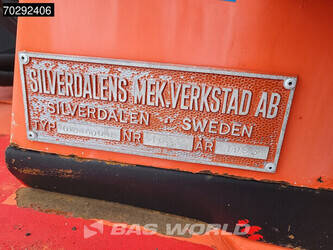 70292406
SILVERDALENS MEK.VERKSTAD AB
SILVERDALEN SWEDEN
TYP NR ÅR
BAS WORLD